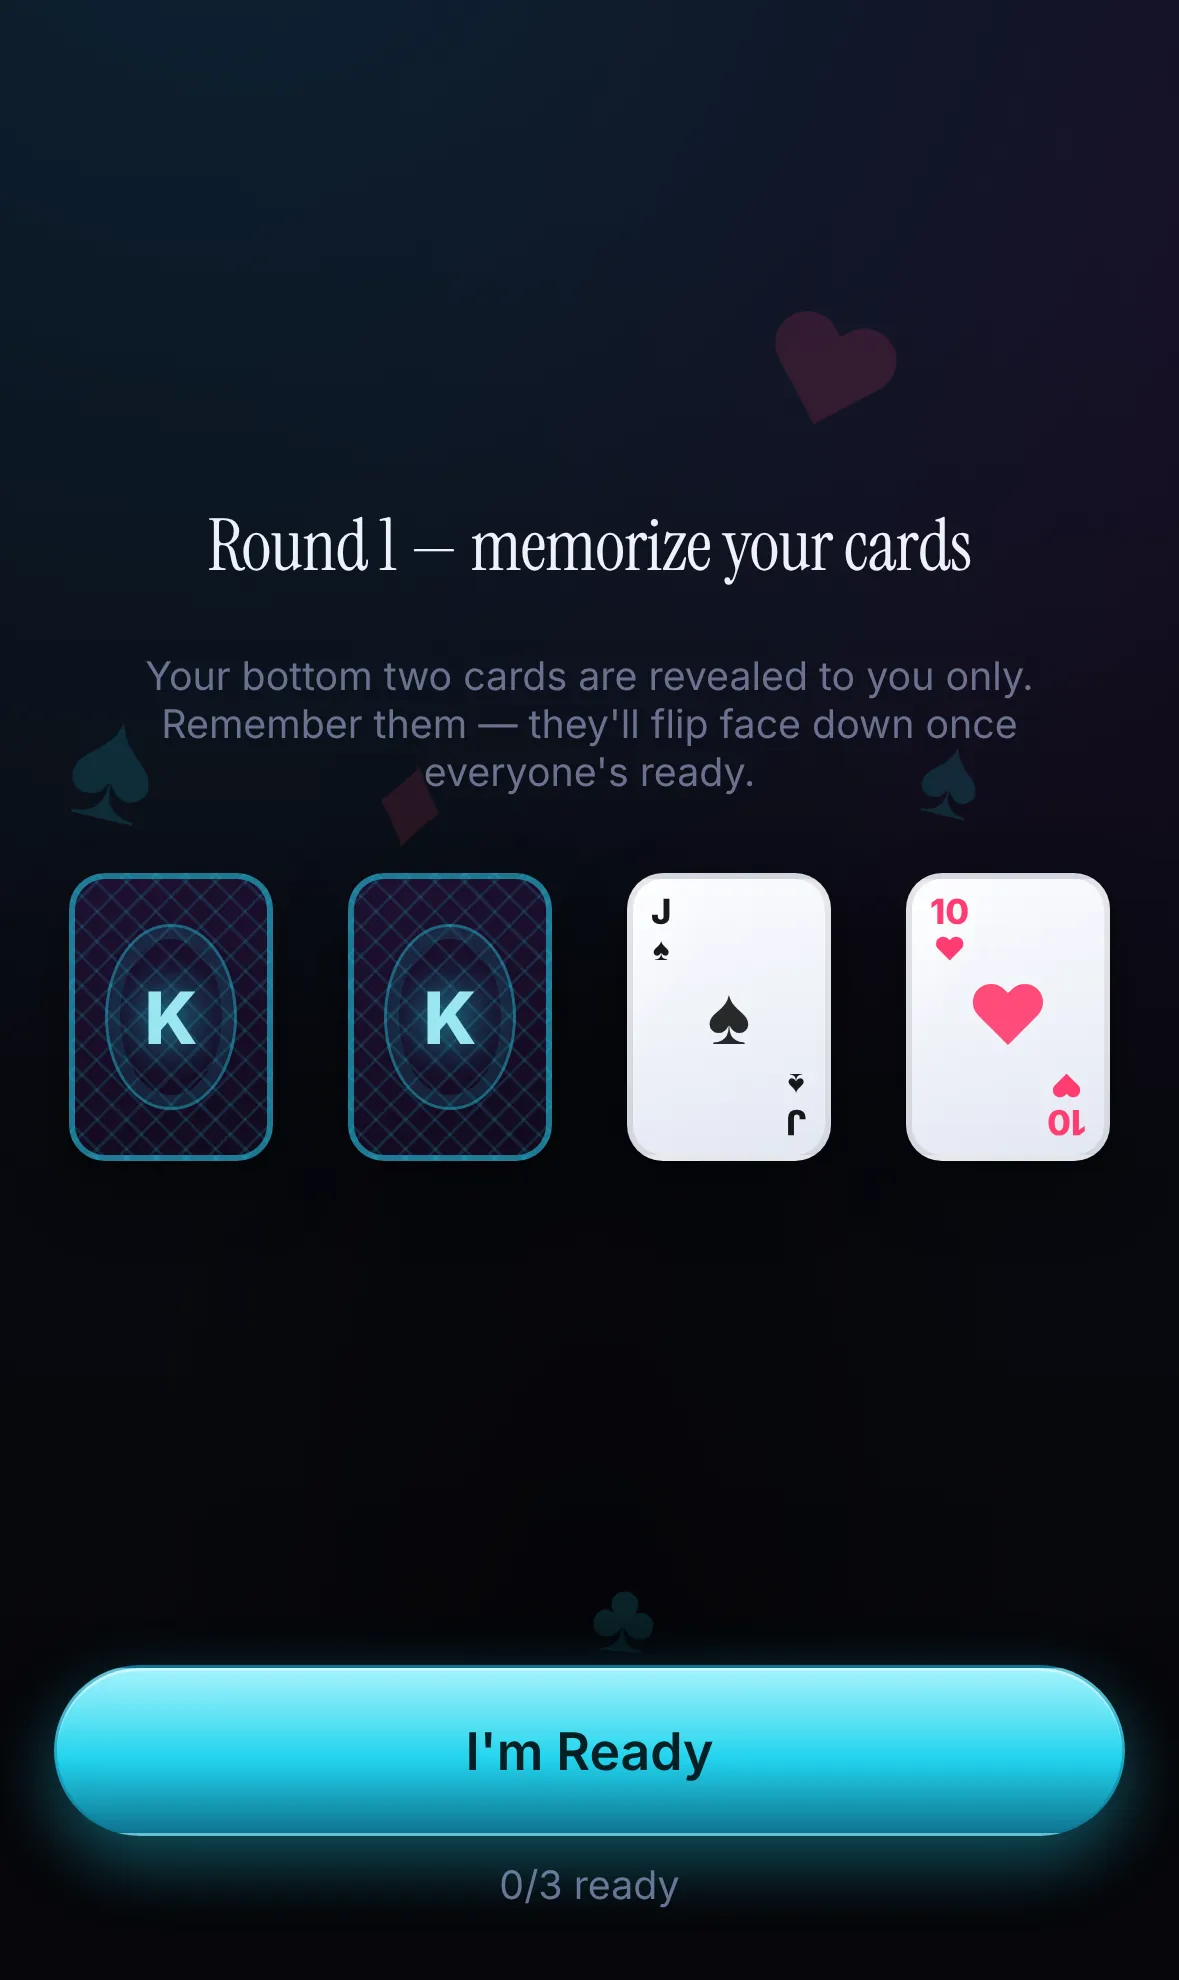 Round 1 — memorize your cards
Your bottom two cards are revealed to you only.
Remember them — they'll flip face down once
everyone's ready.
K
K
J
J
10
10
I'm Ready
0/3 ready